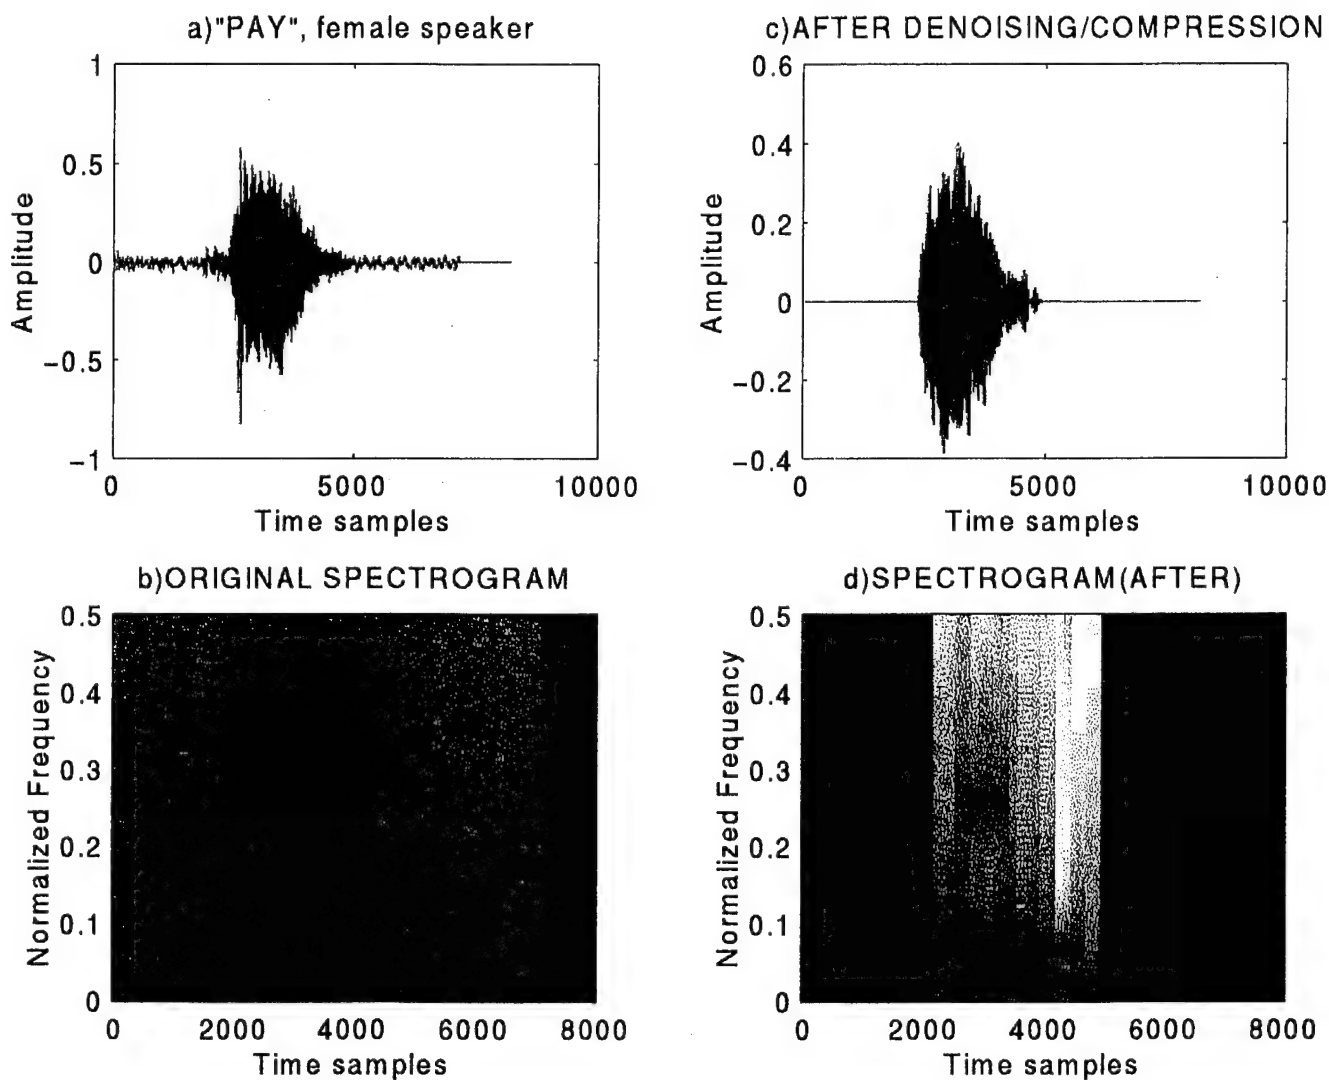 a)"PAY", female speaker
1
0.5
0
−0.5
−1
Amplitude
0 5000 10000
Time samples
c)AFTER DENOISING/COMPRESSION
0.6
0.4
0.2
0
−0.2
−0.4
Amplitude
0 5000 10000
Time samples
b)ORIGINAL SPECTROGRAM
0.5
0.4
0.3
0.2
0.1
0
Normalized Frequency
0 2000 4000 6000 8000
Time samples
d)SPECTROGRAM(AFTER)
0.5
0.4
0.3
0.2
0.1
0
Normalized Frequency
0 2000 4000 6000 8000
Time samples